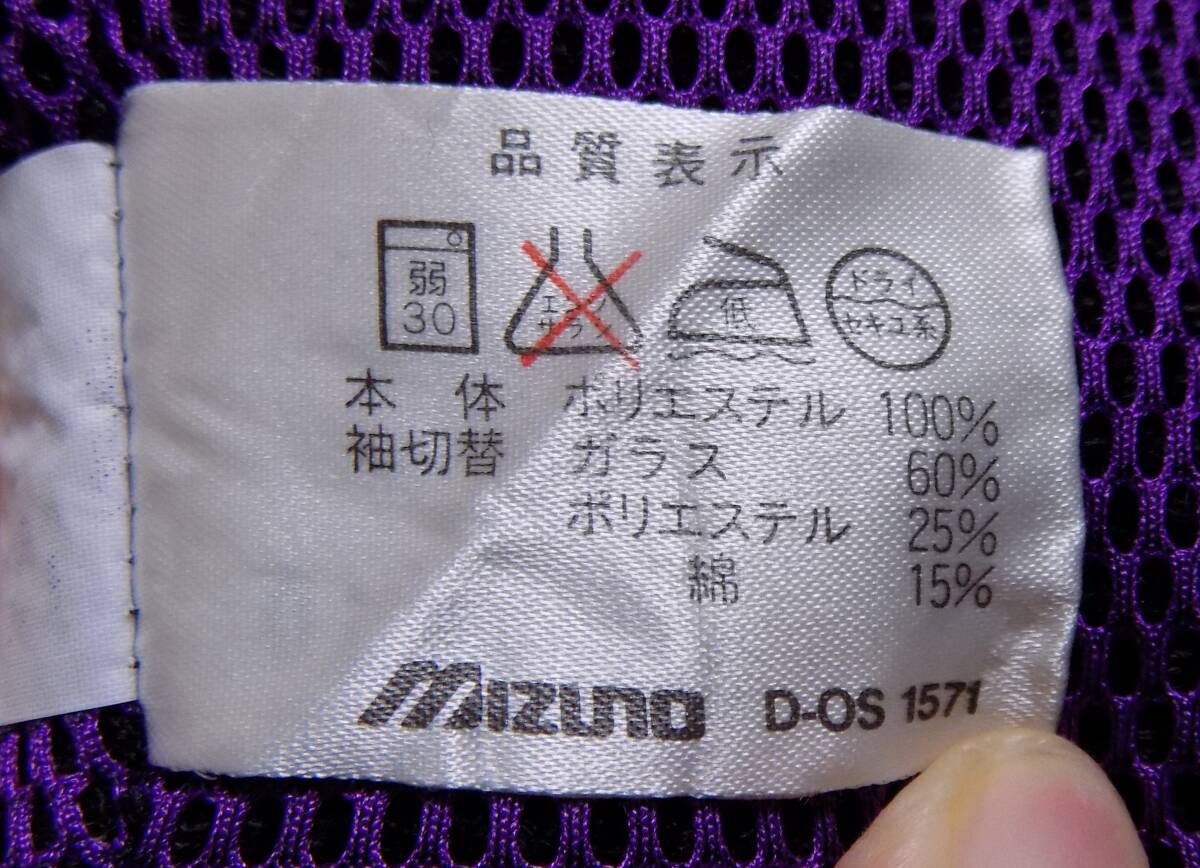 品質表示
弱
30
エンソ
サラシ
低
ドライ
セキユ系
本体 ポリエステル 100%
袖切替 ガラス 60%
ポリエステル 25%
綿 15%
MIZUNO D-OS 1571